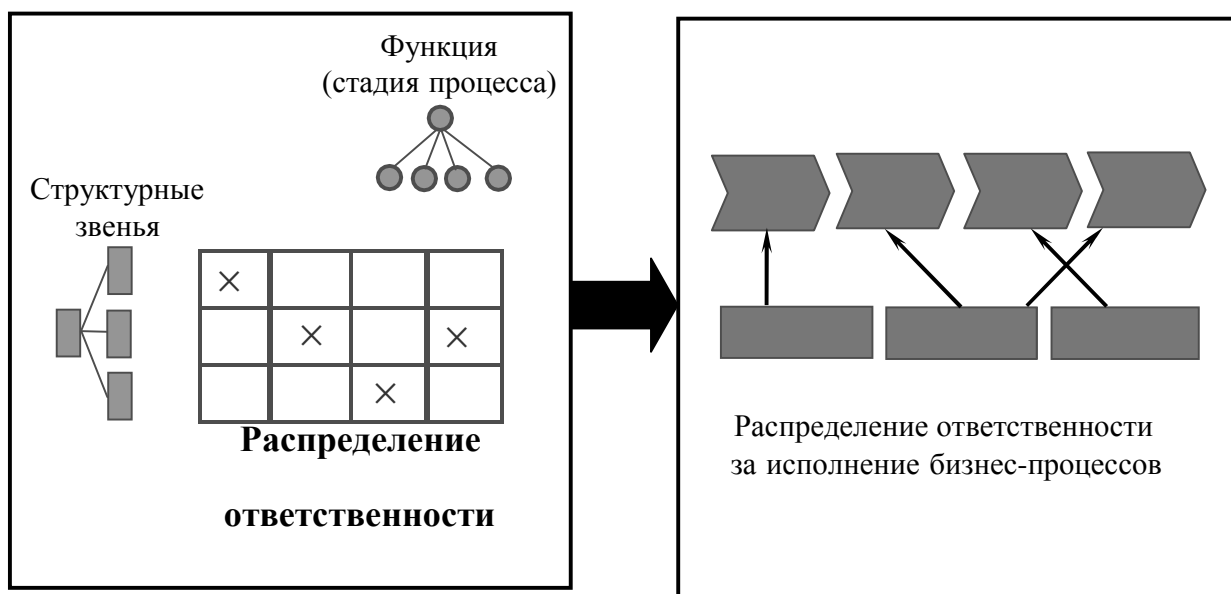 Функция
(стадия процесса)
Структурные
звенья
Распределение
ответственности
Распределение ответственности
за исполнение бизнес-процессов